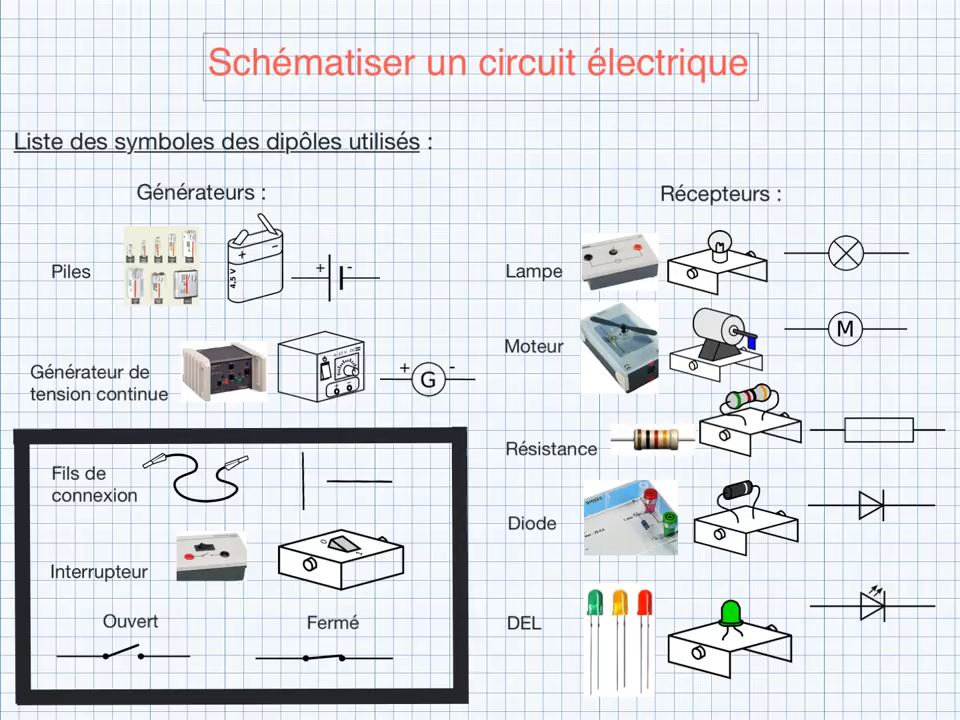 Schématiser un circuit électrique
Liste des symboles des dipôles utilisés :
Générateurs :
Piles
+
4,5 V
+ -
Générateur de
tension continue
+ G -
Fils de
connexion
Interrupteur
Ouvert
Fermé
Récepteurs :
Lampe
Moteur
M
Résistance
Diode
DEL